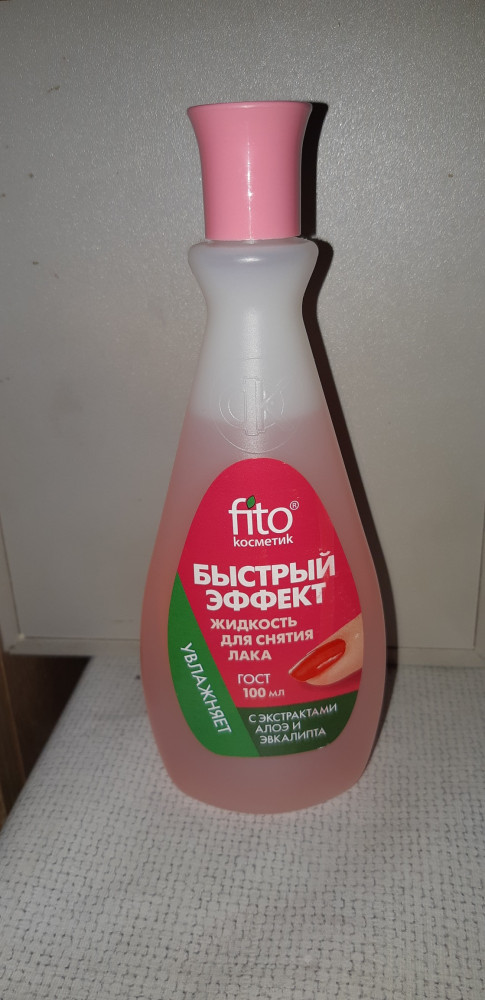 fito®
косметик
БЫСТРЫЙ
ЭФФЕКТ
ЖИДКОСТЬ
ДЛЯ СНЯТИЯ
ЛАКА
ГОСТ
100 мл
УВЛАЖНЯЕТ
С ЭКСТРАКТАМИ
АЛОЭ И
ЭВКАЛИПТА